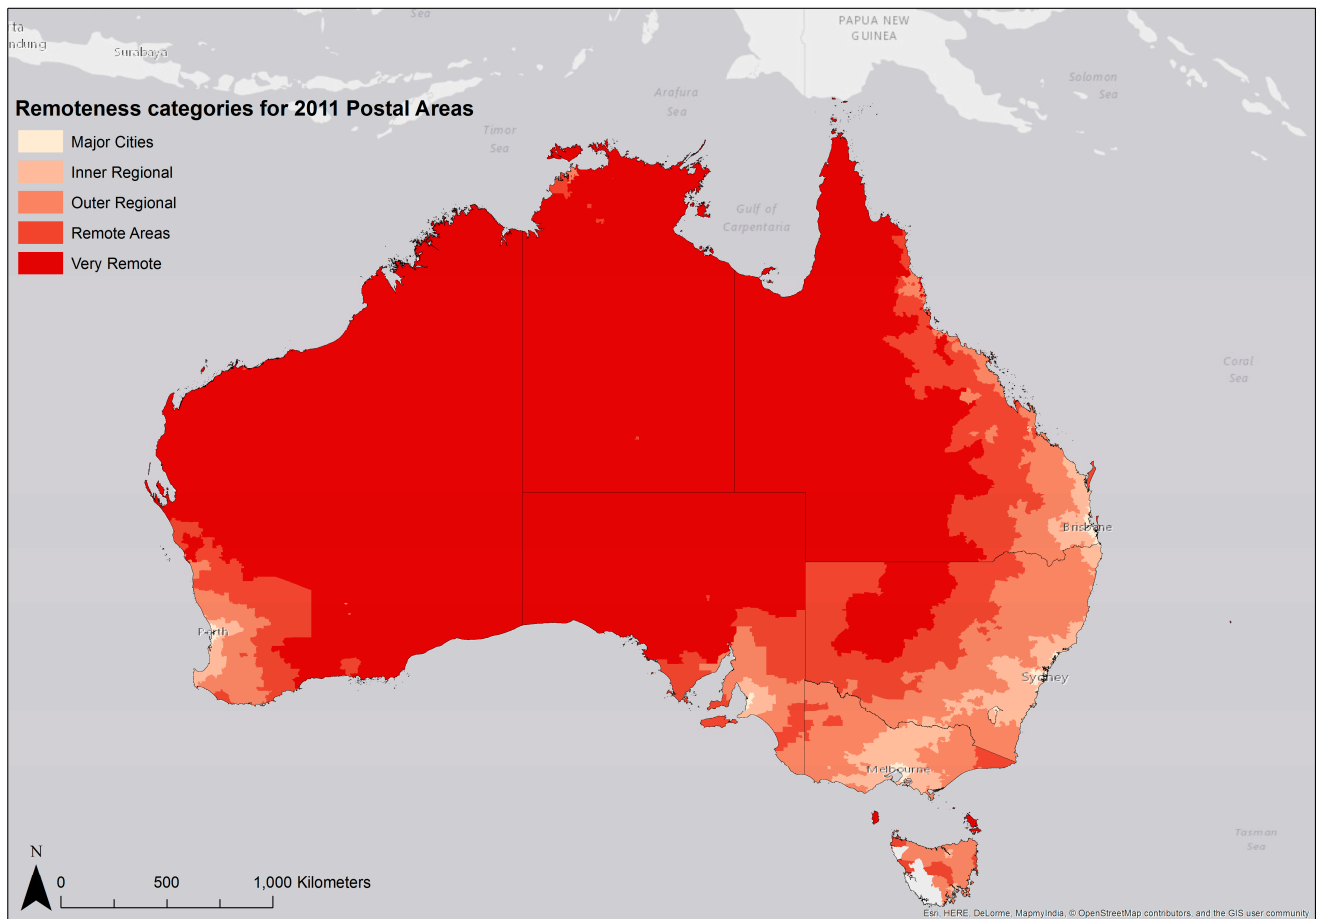 Sea
PAPUA NEW
GUINEA
rta
ndung
Surabaya
Solomon
Sea
Arafura
Sea
Remoteness categories for 2011 Postal Areas
Timor
Sea
Major Cities
Inner Regional
Outer Regional
Remote Areas
Very Remote
Gulf of
Carpentaria
Coral
Sea
Brisbane
Perth
Sydney
Melbourne
Tasman
Sea
N
0 500 1,000 Kilometers
Esri, HERE, DeLorme, MapmyIndia, © OpenStreetMap contributors, and the GIS user community